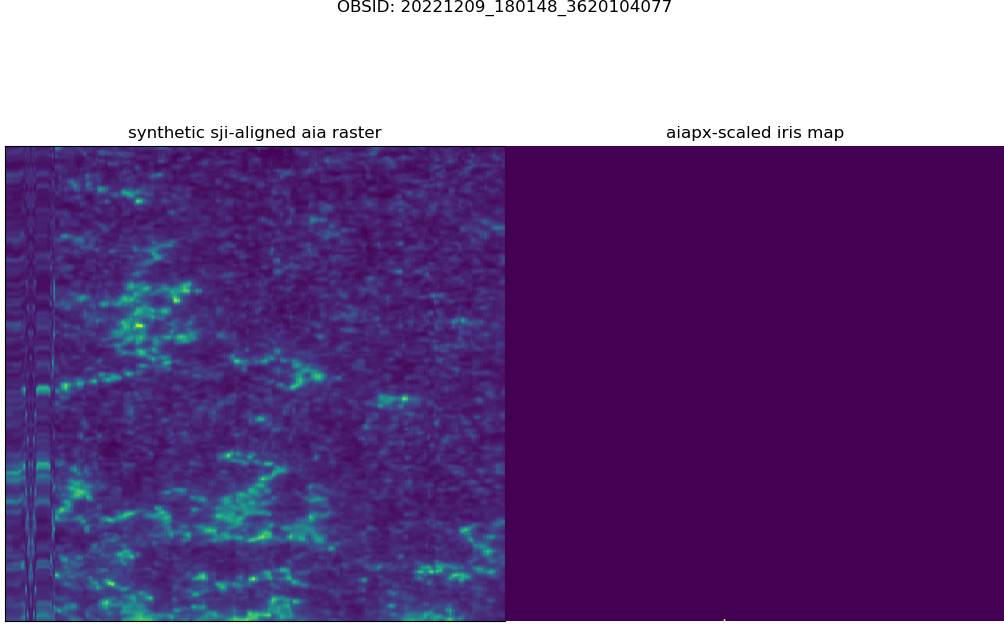 OBSID: 20221209_180148_3620104077
synthetic sji-aligned aia raster
aiapx-scaled iris map